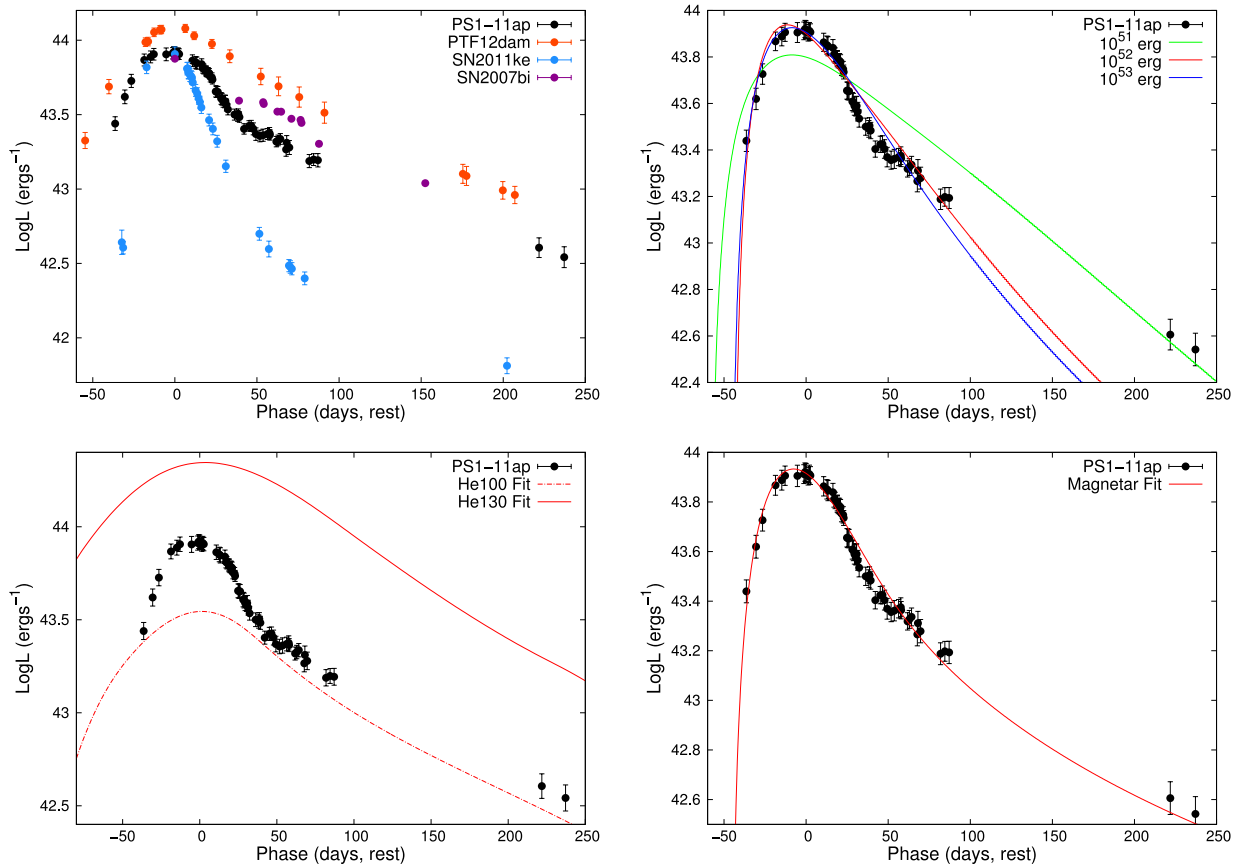 PS1-11ap
PTF12dam
SN2011ke
SN2007bi
44
43.5
43
42.5
42
LogL (ergs⁻¹)
-50 0 50 100 150 200 250
Phase (days, rest)
PS1-11ap
10⁵¹ erg
10⁵² erg
10⁵³ erg
44
43.8
43.6
43.4
43.2
43
42.8
42.6
42.4
LogL (ergs⁻¹)
-50 0 50 100 150 200 250
Phase (days, rest)
PS1-11ap
He100 Fit
He130 Fit
44
43.5
43
42.5
LogL (ergs⁻¹)
-50 0 50 100 150 200 250
Phase (days, rest)
PS1-11ap
Magnetar Fit
44
43.8
43.6
43.4
43.2
43
42.8
42.6
LogL (ergs⁻¹)
-50 0 50 100 150 200 250
Phase (days, rest)